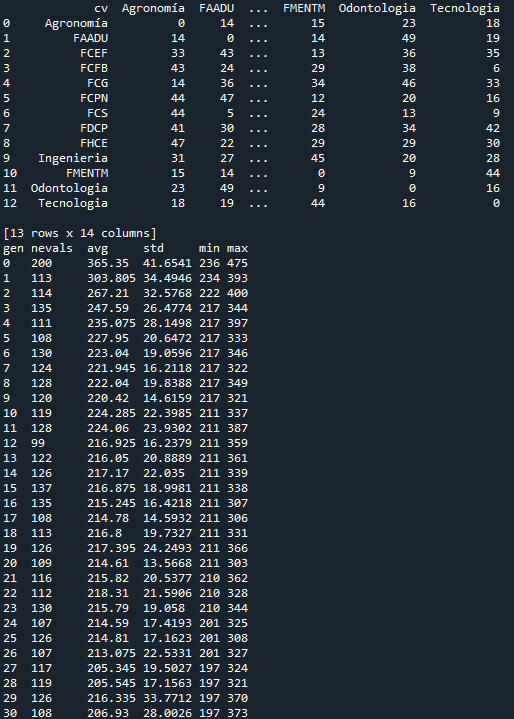 cv Agronomía FAADU ... FMENTM Odontologia Tecnologia
0 Agronomía 0 14 ... 15 23 18
1 FAADU 14 0 ... 14 49 19
2 FCEF 33 43 ... 13 36 35
3 FCFB 43 24 ... 29 38 6
4 FCG 14 36 ... 34 46 33
5 FCPN 44 47 ... 12 20 16
6 FCS 44 5 ... 24 13 9
7 FDCP 41 30 ... 28 34 42
8 FHCE 47 22 ... 29 29 30
9 Ingenieria 31 27 ... 45 20 28
10 FMENTM 15 14 ... 0 9 44
11 Odontologia 23 49 ... 9 0 16
12 Tecnologia 18 19 ... 44 16 0
[13 rows x 14 columns]
gen nevals avg std min max
0 200 365.35 41.6541 236 475
1 113 303.805 34.4946 234 393
2 114 267.21 32.5768 222 400
3 135 247.59 26.4774 217 344
4 111 235.075 28.1498 217 397
5 108 227.95 20.6472 217 333
6 130 223.04 19.0596 217 346
7 124 221.945 16.2118 217 322
8 128 222.04 19.8388 217 349
9 120 220.42 14.6159 217 321
10 119 224.285 22.3985 211 337
11 128 224.06 23.9302 211 387
12 99 216.925 16.2379 211 359
13 122 216.05 20.8889 211 361
14 126 217.17 22.035 211 339
15 137 216.875 18.9981 211 338
16 135 215.245 16.4218 211 307
17 108 214.78 14.5932 211 306
18 113 216.8 19.7327 211 331
19 126 217.395 24.2493 211 366
20 109 214.61 13.5668 211 303
21 116 215.82 20.5377 210 362
22 112 218.31 21.5906 210 328
23 130 215.79 19.058 210 344
24 107 214.59 17.4193 201 325
25 126 214.81 17.1623 201 308
26 107 213.075 22.5331 201 327
27 117 205.345 19.5027 197 334
28 119 205.545 17.1563 197 321
29 126 216.335 33.7712 197 370
30 108 206.93 28.0026 197 373